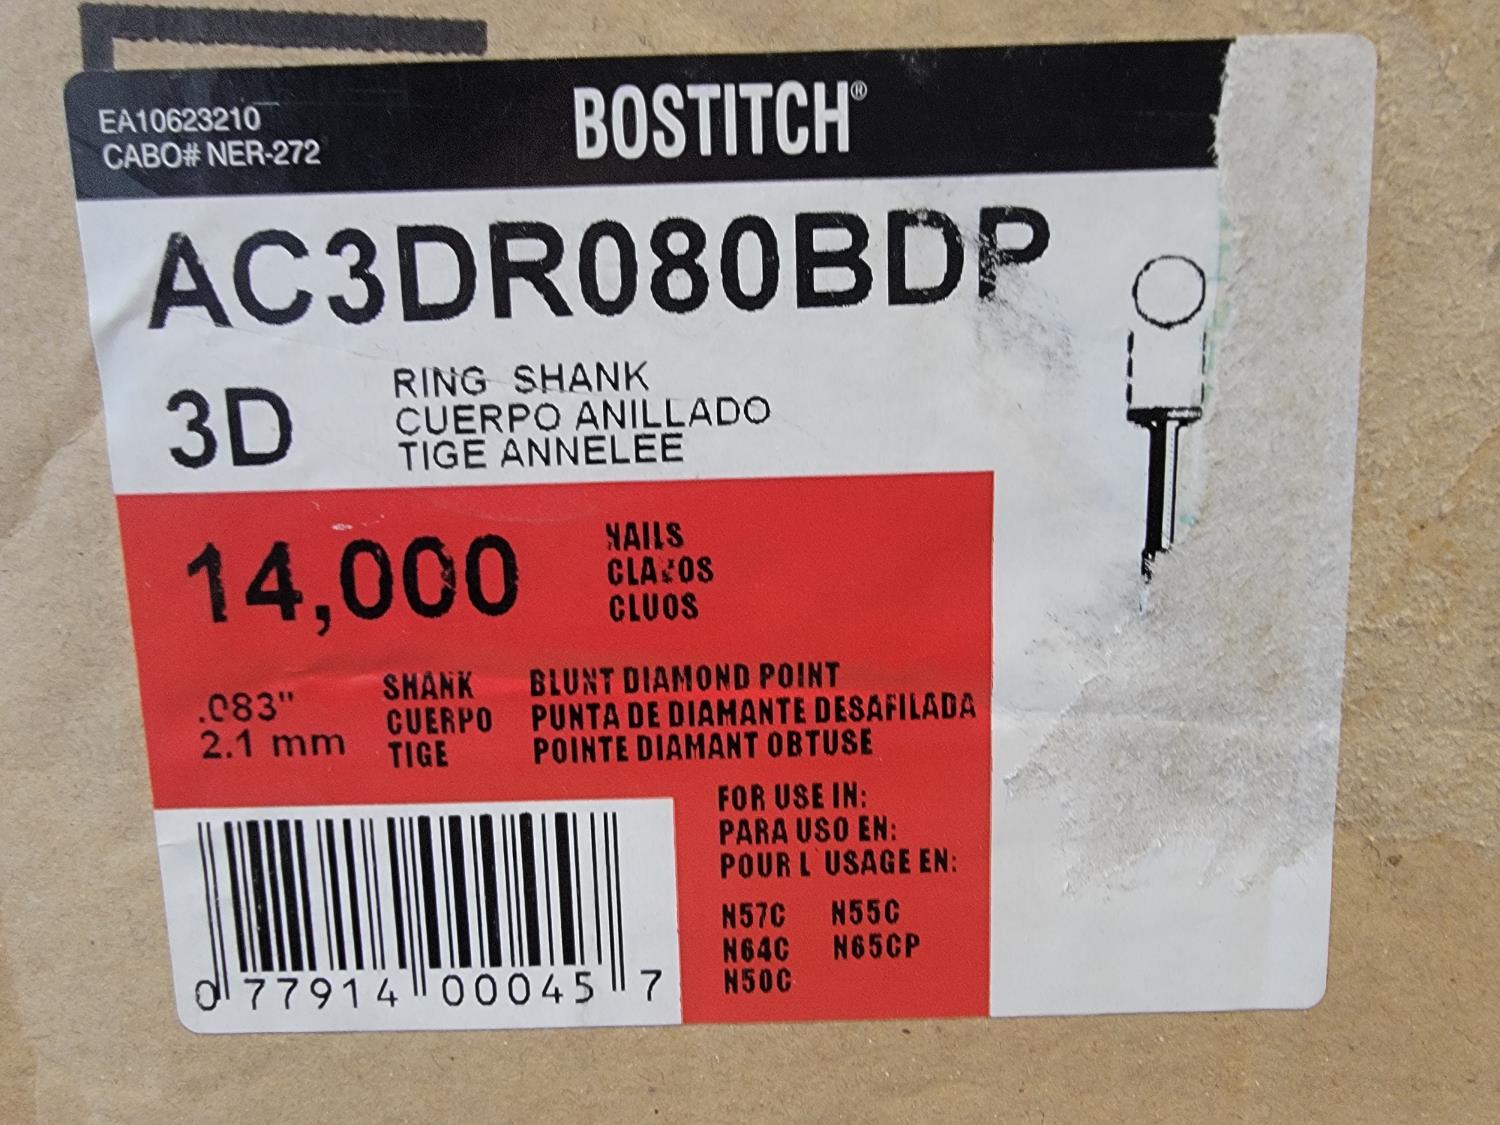 EA10623210
CABO# NER-272
BOSTITCH®
AC3DR080BDP
3D
RING SHANK
CUERPO ANILLADO
TIGE ANNELEE
14,000
NAILS
CLAVOS
CLUOS
.083"
2.1 mm
SHANK
CUERPO
TIGE
BLUNT DIAMOND POINT
PUNTA DE DIAMANTE DESAFILADA
POINTE DIAMANT OBTUSE
FOR USE IN:
PARA USO EN:
POUR L'USAGE EN:
N57C N55C
N64C N65CP
N50C
0 77914 00045 7